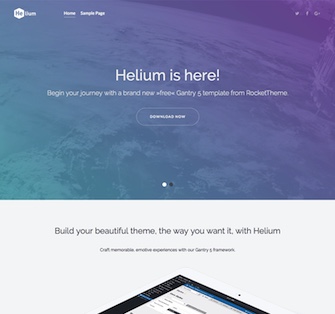 Helium
Home Sample Page
Helium is here!
Begin your journey with a brand new »free« Gantry 5 template from RocketTheme.
DOWNLOAD NOW
Build your beautiful theme, the way you want it, with Helium
Craft memorable, emotive experiences with our Gantry 5 framework.